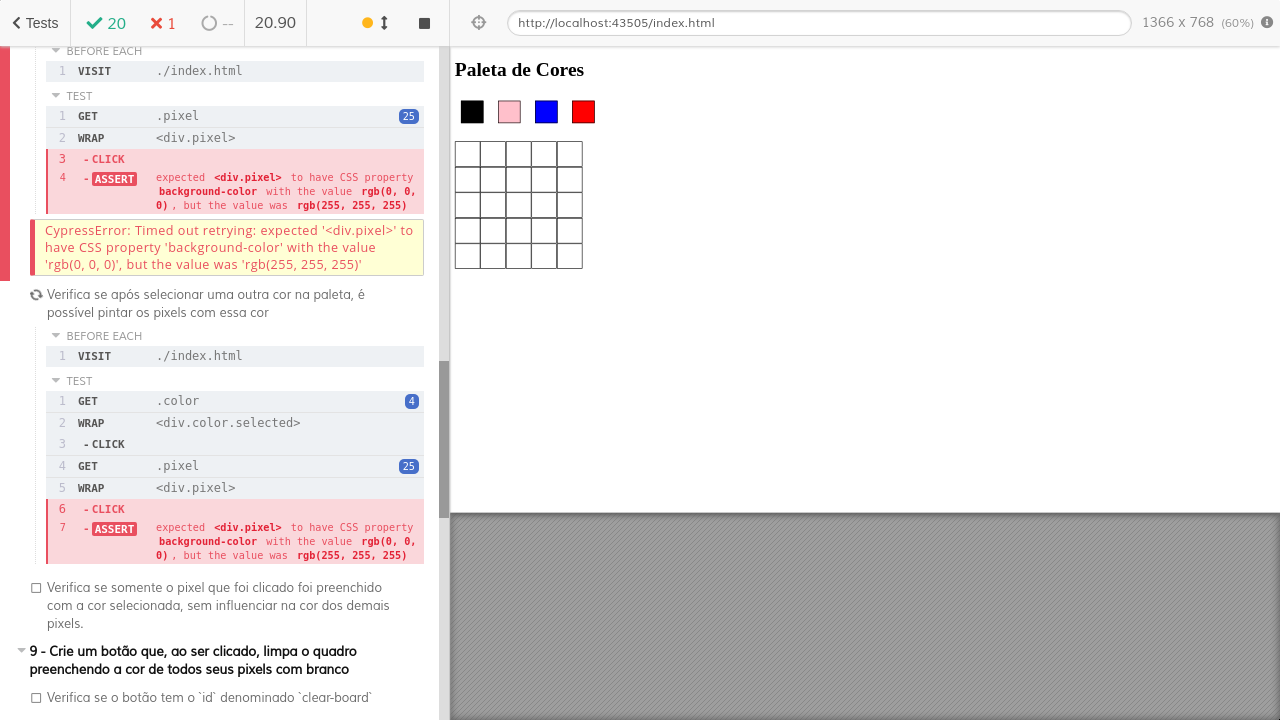 Tests 20 1 -- 20.90 http://localhost:43505/index.html 1366 x 768 (60%)
BEFORE EACH
1 VISIT ./index.html
TEST
1 GET .pixel 25
2 WRAP <div.pixel>
3 -CLICK
4 -ASSERT expected <div.pixel> to have CSS property
background-color with the value rgb(0, 0,
0), but the value was rgb(255, 255, 255)
CypressError: Timed out retrying: expected '<div.pixel>' to
have CSS property 'background-color' with the value
'rgb(0, 0, 0)', but the value was 'rgb(255, 255, 255)'
Verifica se após selecionar uma outra cor na paleta, é
possível pintar os pixels com essa cor
BEFORE EACH
1 VISIT ./index.html
TEST
1 GET .color 4
2 WRAP <div.color.selected>
3 -CLICK
4 GET .pixel 25
5 WRAP <div.pixel>
6 -CLICK
7 -ASSERT expected <div.pixel> to have CSS property
background-color with the value rgb(0, 0,
0), but the value was rgb(255, 255, 255)
Verifica se somente o pixel que foi clicado foi preenchido
com a cor selecionada, sem influenciar na cor dos demais
pixels.
9 - Crie um botão que, ao ser clicado, limpa o quadro
preenchendo a cor de todos seus pixels com branco
Verifica se o botão tem o `id` denominado `clear-board`
Paleta de Cores